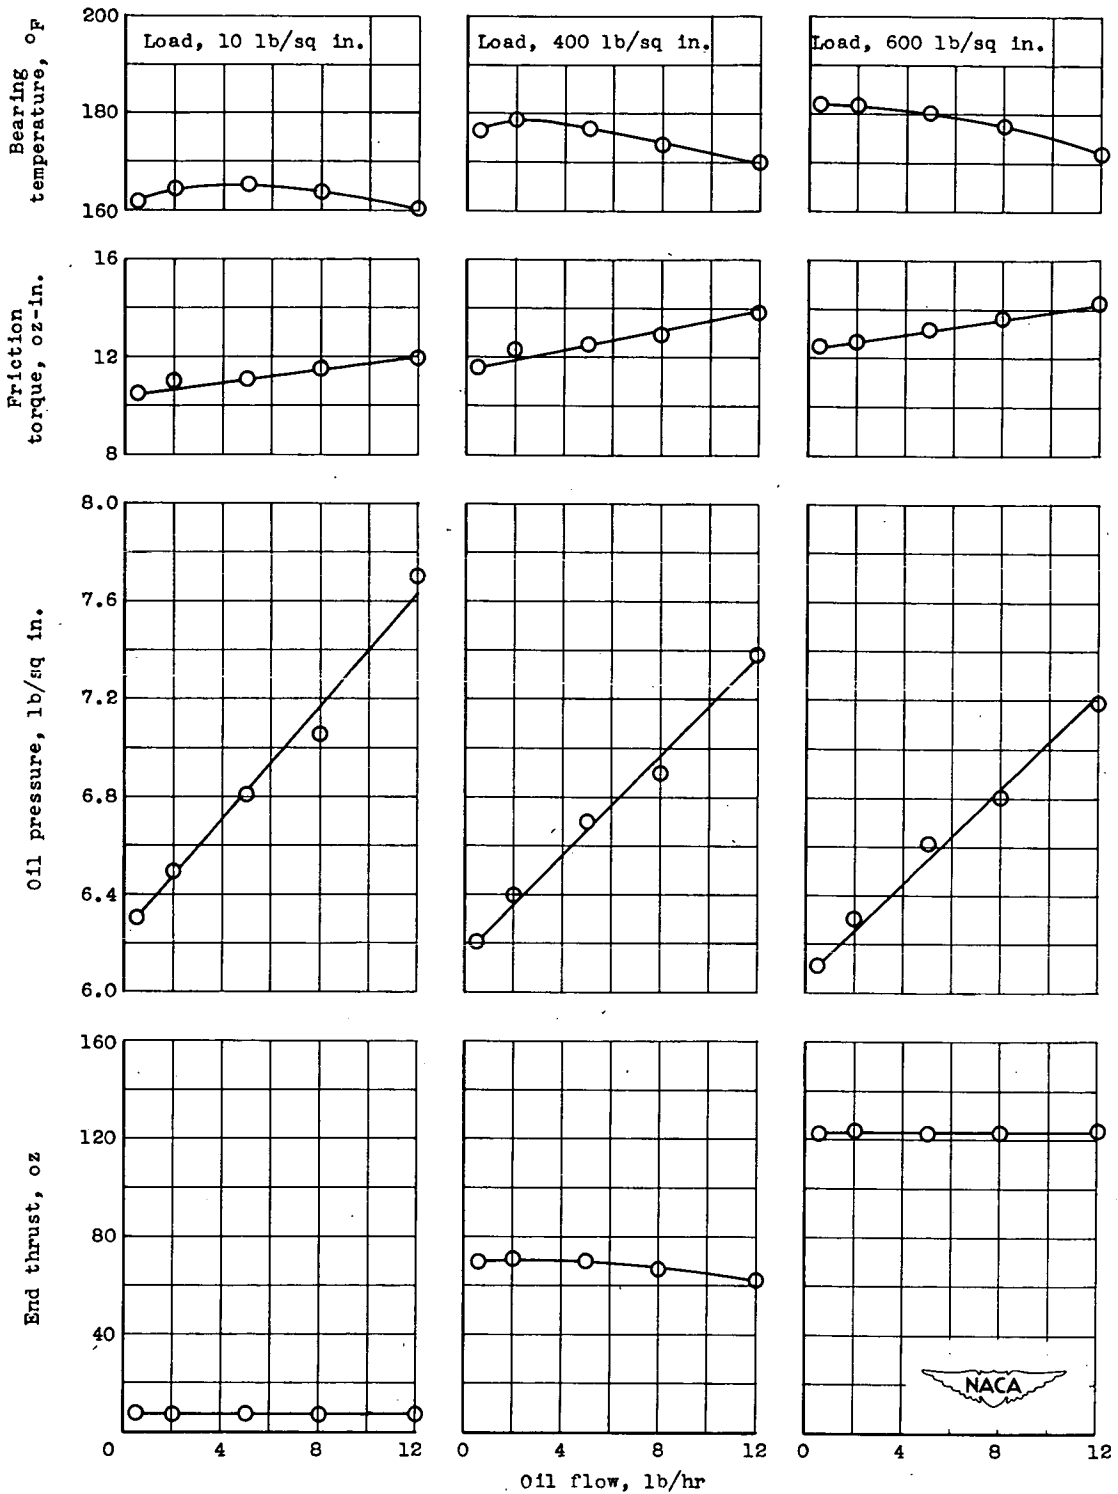 Load, 10 lb/sq in.
Load, 400 lb/sq in.
Load, 600 lb/sq in.
Bearing
temperature, °F
200
180
160
Friction
torque, oz-in.
16
12
8
Oil pressure, lb/sq in.
8.0
7.6
7.2
6.8
6.4
6.0
End thrust, oz
160
120
80
40
NACA
0 4 8 12
0 4 8 12
0 4 8 12
Oil flow, lb/hr